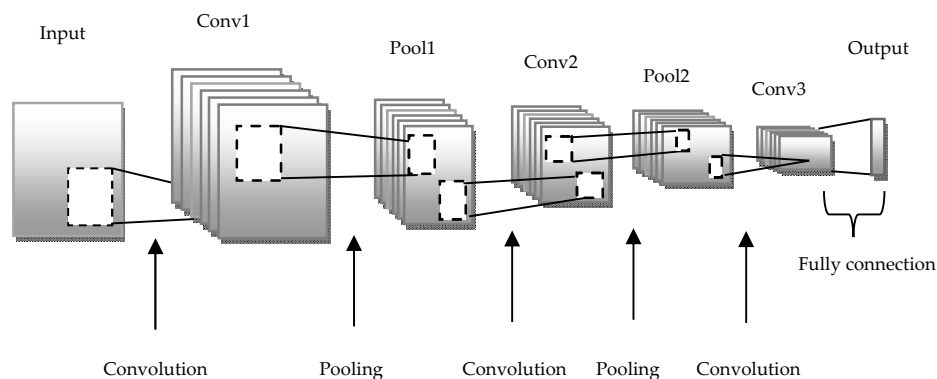 Input
Conv1
Pool1
Conv2
Pool2
Conv3
Output
Fully connection
Convolution
Pooling
Convolution
Pooling
Convolution